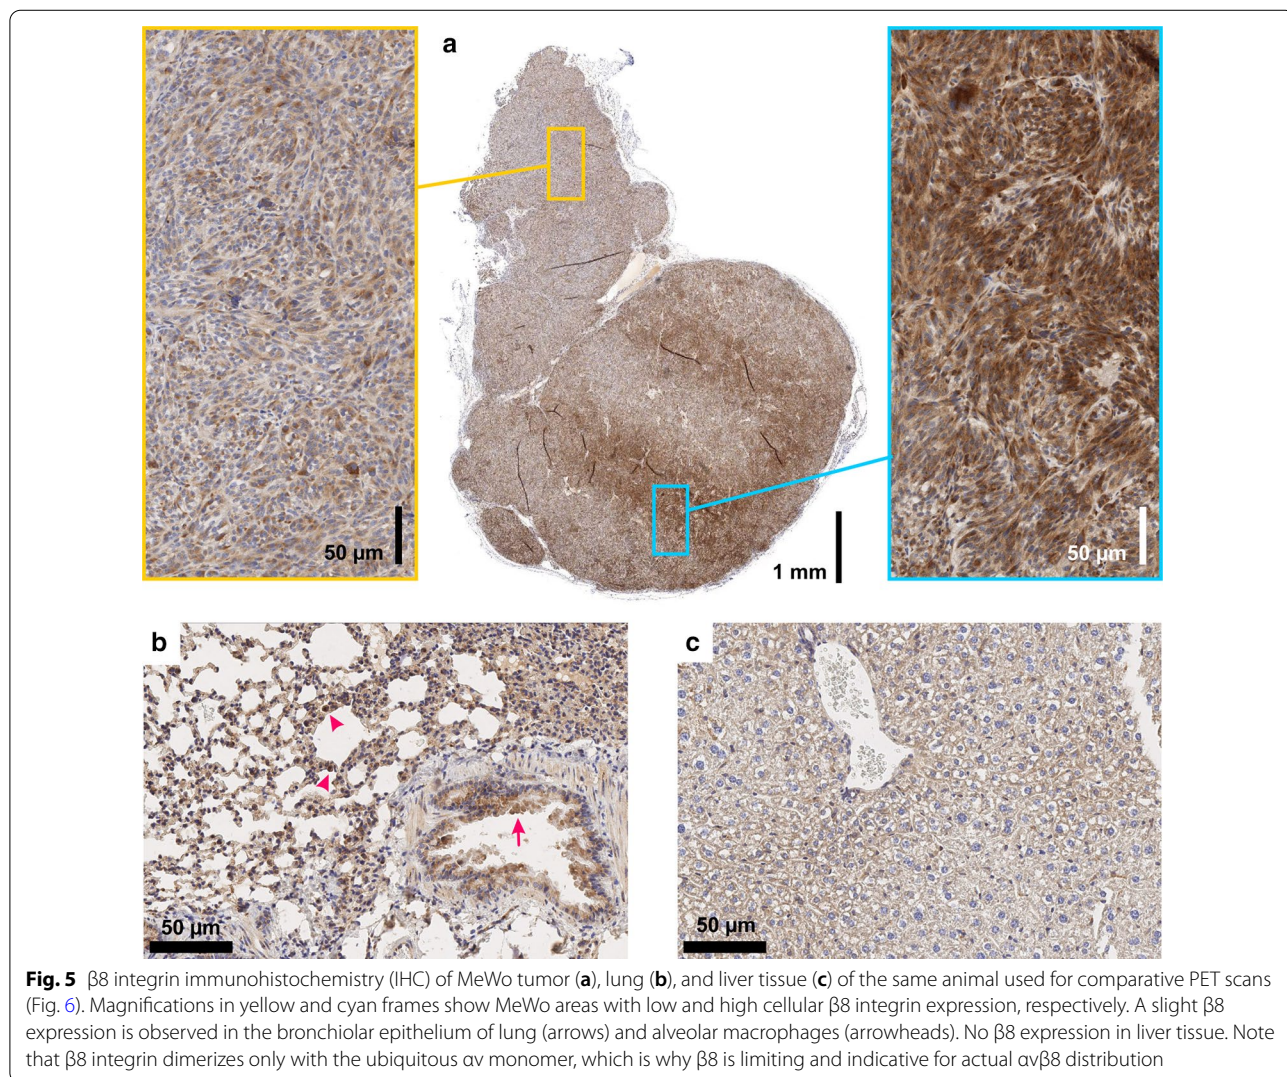 a
50 µm
1 mm
50 µm
b
c
50 µm
50 µm
Fig. 5 β8 integrin immunohistochemistry (IHC) of MeWo tumor (a), lung (b), and liver tissue (c) of the same animal used for comparative PET scans
(Fig. 6). Magnifications in yellow and cyan frames show MeWo areas with low and high cellular β8 integrin expression, respectively. A slight β8
expression is observed in the bronchiolar epithelium of lung (arrows) and alveolar macrophages (arrowheads). No β8 expression in liver tissue. Note
that β8 integrin dimerizes only with the ubiquitous αv monomer, which is why β8 is limiting and indicative for actual αvβ8 distribution